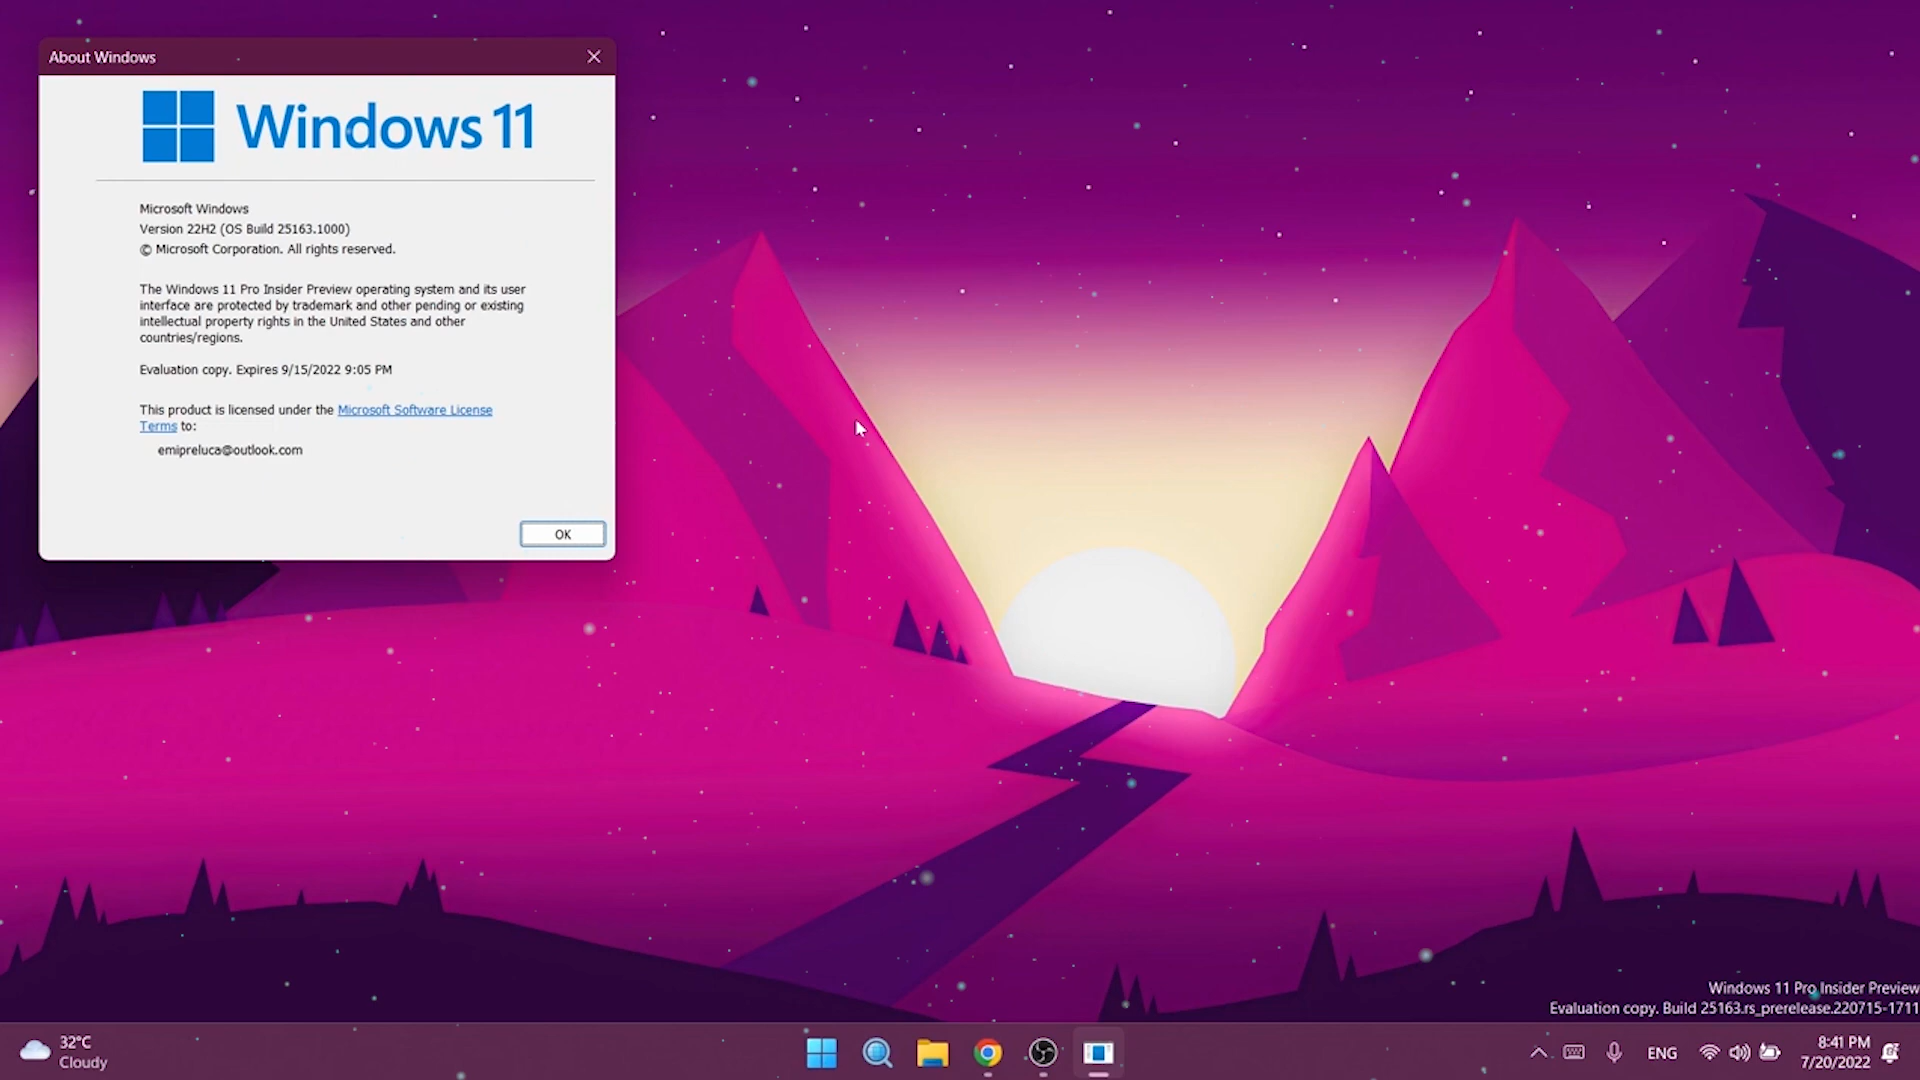 About Windows
Windows 11
Microsoft Windows
Version 22H2 (OS Build 25163.1000)
© Microsoft Corporation. All rights reserved.
The Windows 11 Pro Insider Preview operating system and its user
interface are protected by trademark and other pending or existing
intellectual property rights in the United States and other
countries/regions.
Evaluation copy. Expires 9/15/2022 9:05 PM
This product is licensed under the Microsoft Software License
Terms to:
emipreluca@outlook.com
OK
Windows 11 Pro Insider Preview
Evaluation copy. Build 25163.rs_prerelease.220715-1711
32°C
Cloudy
ENG
8:41 PM
7/20/2022